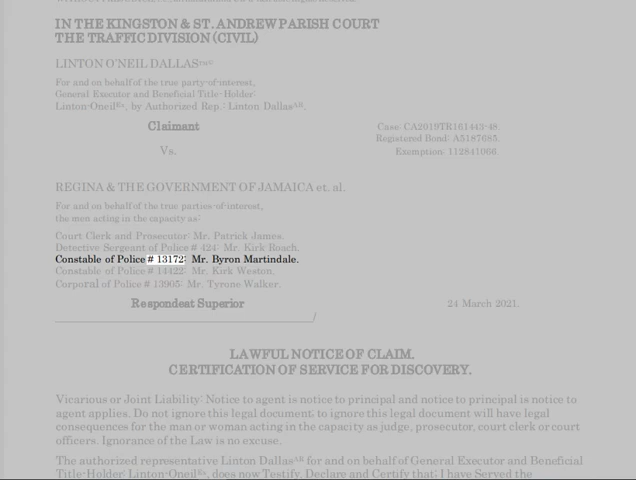 IN THE KINGSTON & ST. ANDREW PARISH COURT
THE TRAFFIC DIVISION (CIVIL)
LINTON O'NEIL DALLAS
For and on behalf of the true party-of-interest,
General Executor and Beneficial Title-Holder:
Linton-Oneilᴱˢ, by Authorized Rep.: Linton Dallasᴬᴿ.
Claimant
Case: CA2019TR161443-48.
Registered Bond: A5187685.
Vs.
Exemption: 112841066.
REGINA & THE GOVERNMENT OF JAMAICA et. al.
For and on behalf of the true parties-of-interest,
the men acting in the capacity as:
Court Clerk and Prosecutor: Mr. Patrick James.
Detective Sergeant of Police # 424: Mr. Kirk Roach.
Constable of Police # 13172: Mr. Byron Martindale.
Constable of Police # 14422: Mr. Kirk Weston.
Corporal of Police # 13905: Mr. Tyrone Walker.
Respondeat Superior
24 March 2021.
/
LAWFUL NOTICE OF CLAIM.
CERTIFICATION OF SERVICE FOR DISCOVERY.
Vicarious or Joint Liability: Notice to agent is notice to principal and notice to principal is notice to
agent applies. Do not ignore this legal document; to ignore this legal document will have legal
consequences for the man or woman acting in the capacity as judge, prosecutor, court clerk or court
officers. Ignorance of the Law is no excuse.
The authorized representative Linton Dallasᴬᴿ for and on behalf of General Executor and Beneficial
Title-Holder: Linton-Oneilᴱˢ, does now Testify, Declare and Certify that; I have Served the